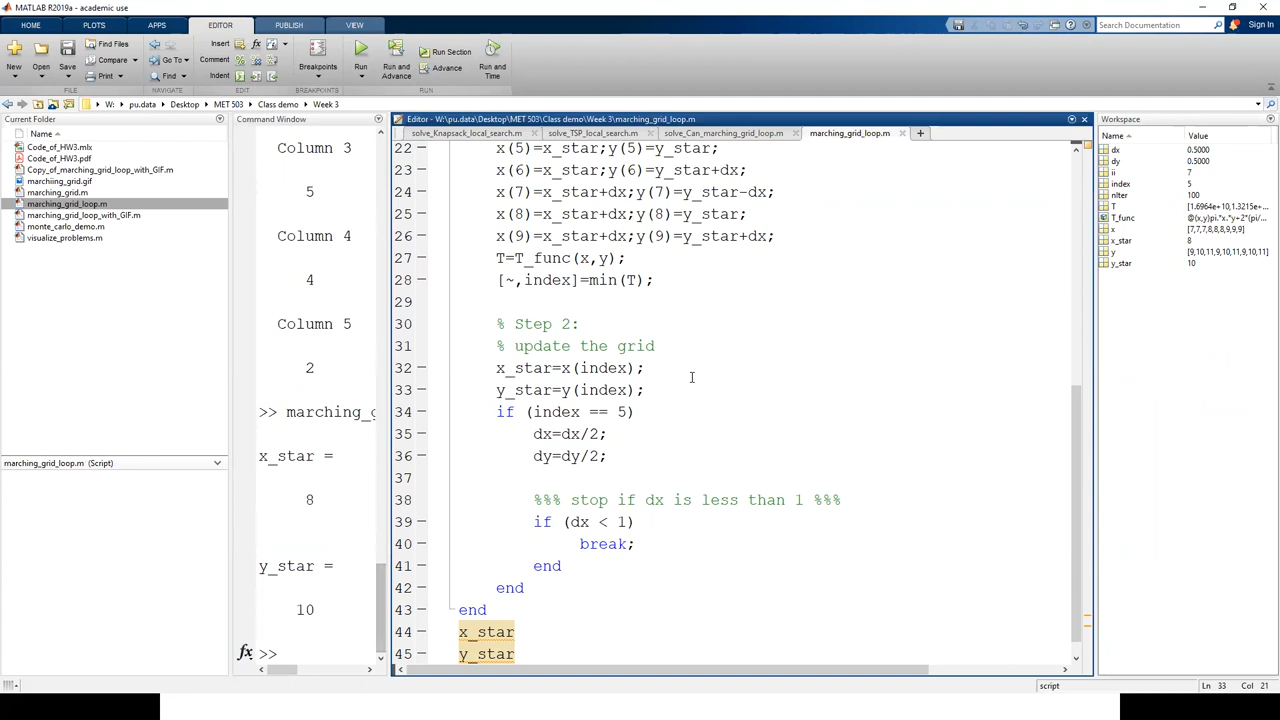 MATLAB R2019a - academic use
HOME PLOTS APPS EDITOR PUBLISH VIEW
Search Documentation
Sign In
New Open Save Find Files Compare Print Go To Find
Insert fx
Comment
Indent
Breakpoints Run Run and Advance Run Section Advance Run and Time
FILE NAVIGATE EDIT BREAKPOINTS RUN
W: pu.data Desktop MET 503 Class demo Week 3
Current Folder
Name
Code_of_HW3.mlx
Code_of_HW3.pdf
Copy_of_marching_grid_loop_with_GIF.m
marchiing_grid.gif
marching_grid.m
marching_grid_loop.m
marching_grid_loop_with_GIF.m
monte_carlo_demo.m
visualize_problems.m
marching_grid_loop.m (Script)
Command Window
Column 3
5
Column 4
4
Column 5
2
>> marching_g
x_star =
8
y_star =
10
fx >>
Editor - W:\pu.data\Desktop\MET 503\Class demo\Week 3\marching_grid_loop.m
solve_Knapsack_local_search.m solve_TSP_local_search.m solve_Can_marching_grid_loop.m marching_grid_loop.m
22 x(5)=x_star;y(5)=y_star;
23 x(6)=x_star;y(6)=y_star+dx;
24 x(7)=x_star+dx;y(7)=y_star-dx;
25 x(8)=x_star+dx;y(8)=y_star;
26 x(9)=x_star+dx;y(9)=y_star+dx;
27 T=T_func(x,y);
28 [~,index]=min(T);
29
30 % Step 2:
31 % update the grid
32 x_star=x(index);
33 y_star=y(index);
34 if (index == 5)
35 dx=dx/2;
36 dy=dy/2;
37
38 %%% stop if dx is less than 1 %%%
39 if (dx < 1)
40 break;
41 end
42 end
43 end
44 x_star
45 y_star
Workspace
Name Value
dx 0.5000
dy 0.5000
ii 7
index 5
nIter 100
T [1.6964e+10,1.3215e+...
T_func @(x,y)pi.*x.*y+2*(pi/...
x [7,7,7,8,8,8,9,9,9]
x_star 8
y [9,10,11,9,10,11,9,10,11]
y_star 10
script Ln 33 Col 21